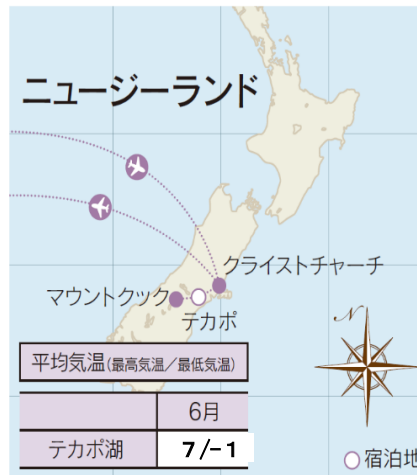 ニュージーランド
クライストチャーチ
マウントクック
テカポ
N
平均気温(最高気温／最低気温)
6月
テカポ湖 7/-1
宿泊地